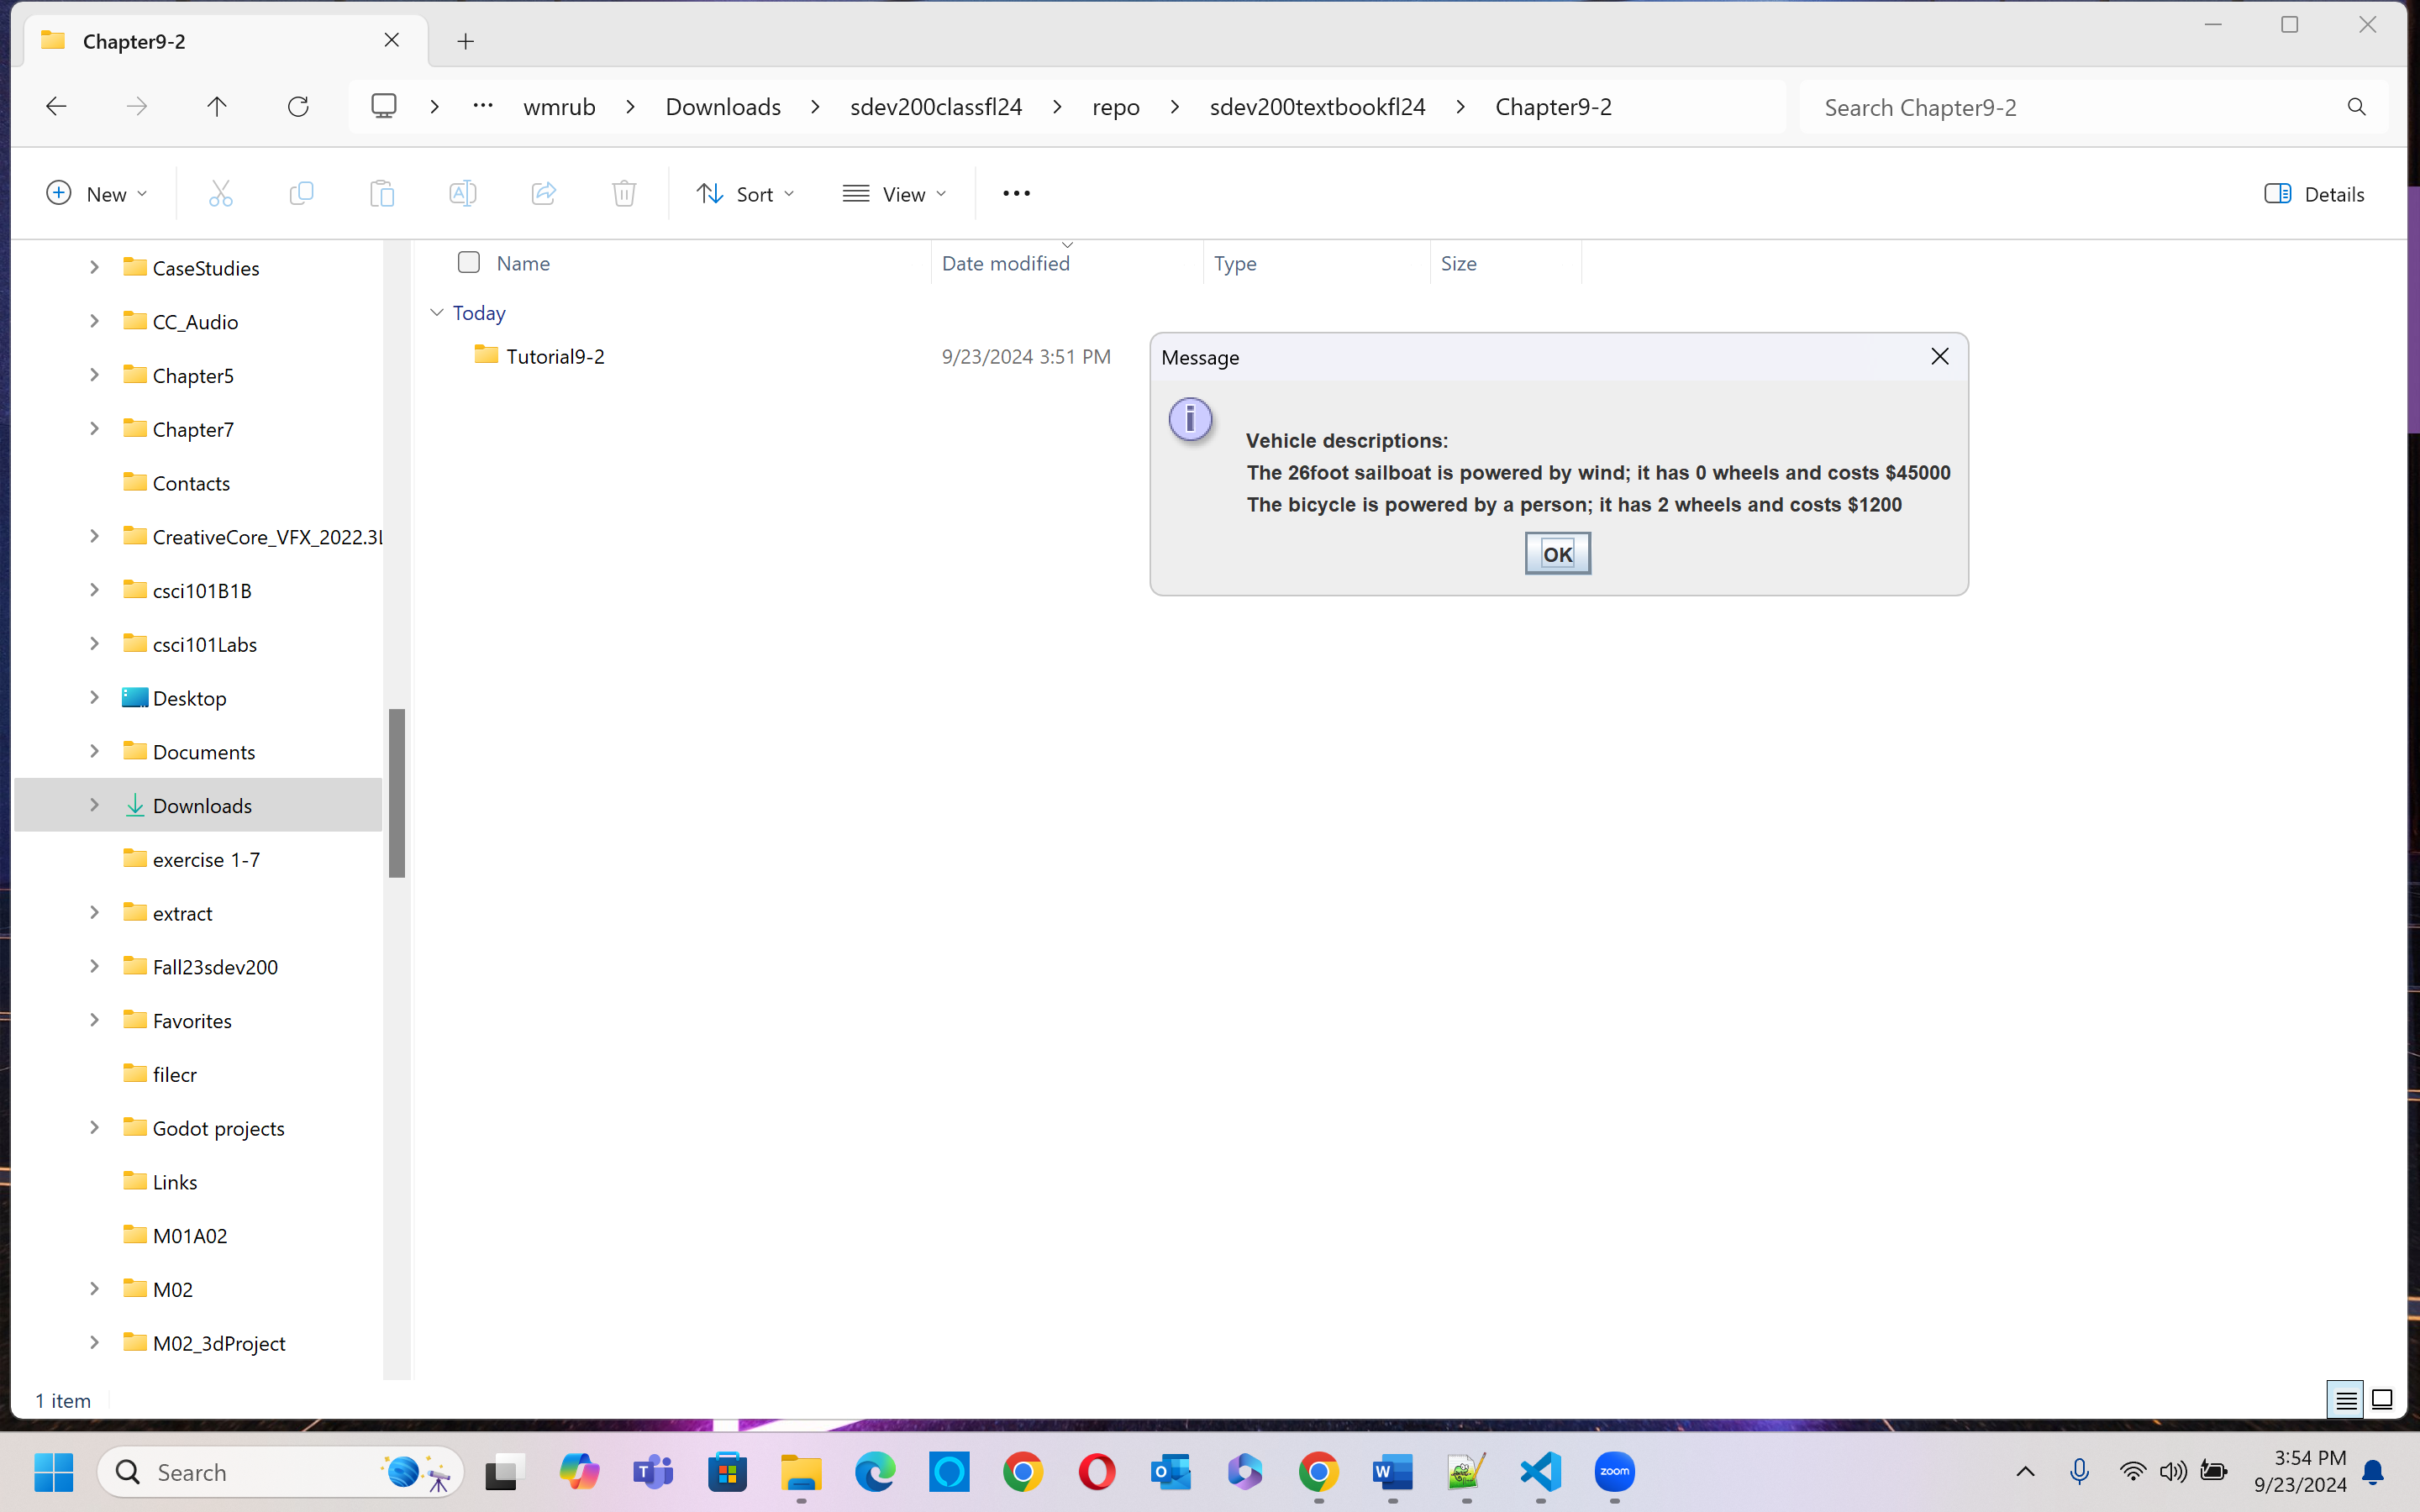 Chapter9-2
wmrub
Downloads
sdev200classfl24
repo
sdev200textbookfl24
Chapter9-2
Search Chapter9-2
New
Sort
View
Details
Name
Date modified
Type
Size
Today
Tutorial9-2
9/23/2024 3:51 PM
Message
Vehicle descriptions:
The 26foot sailboat is powered by wind; it has 0 wheels and costs $45000
The bicycle is powered by a person; it has 2 wheels and costs $1200
OK
CaseStudies
CC_Audio
Chapter5
Chapter7
Contacts
CreativeCore_VFX_2022.3L
csci101B1B
csci101Labs
Desktop
Documents
Downloads
exercise 1-7
extract
Fall23sdev200
Favorites
filecr
Godot projects
Links
M01A02
M02
M02_3dProject
1 item
Search
zoom
3:54 PM
9/23/2024